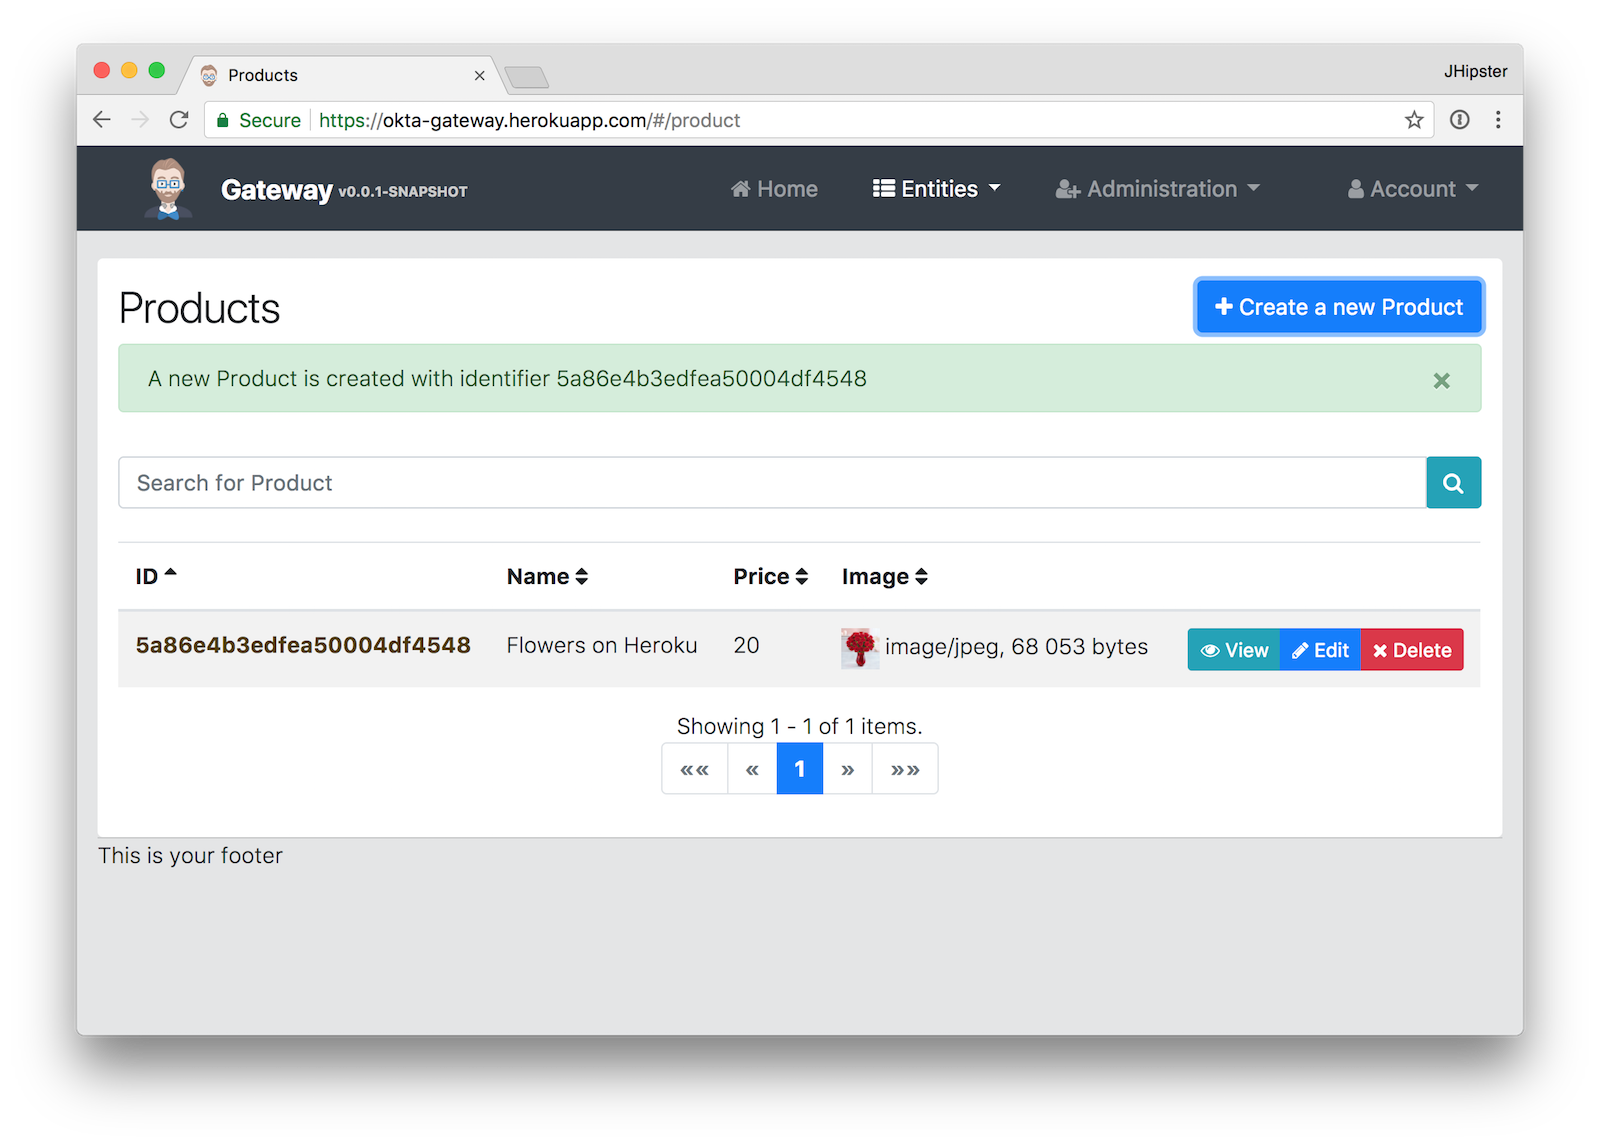 Products
JHipster
Secure https://okta-gateway.herokuapp.com/#/product
Gateway v0.0.1-SNAPSHOT Home Entities Administration Account
Products
Create a new Product
A new Product is created with identifier 5a86e4b3edfea50004df4548
Search for Product
ID Name Price Image
5a86e4b3edfea50004df4548 Flowers on Heroku 20 image/jpeg, 68 053 bytes View Edit Delete
Showing 1 - 1 of 1 items.
«« « 1 » »»
This is your footer